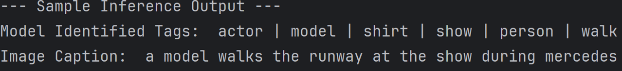 --- Sample Inference Output ---
Model Identified Tags:  actor | model | shirt | show | person | walk
Image Caption:  a model walks the runway at the show during mercedes